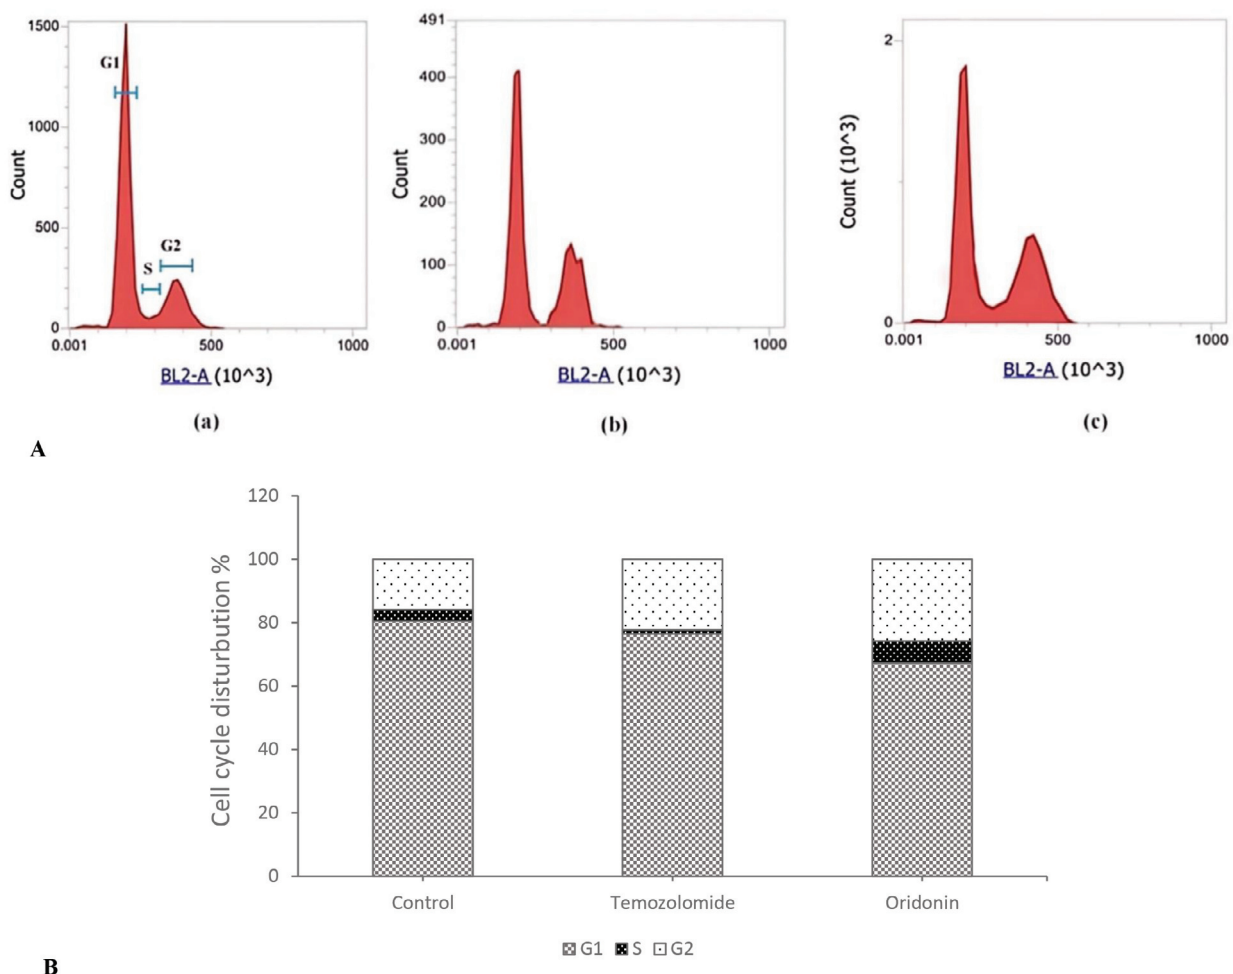 1500
1000
500
0
Count
G1
S
G2
0.001 500 1000
BL2-A (10^3)
(a)
491
400
300
200
100
0
Count
0.001 500 1000
BL2-A (10^3)
(b)
2
0
Count (10^3)
0.001 500 1000
BL2-A (10^3)
(c)
A
120
100
80
60
40
20
0
Cell cycle disturbution %
Control Temozolomide Oridonin
G1 S G2
B